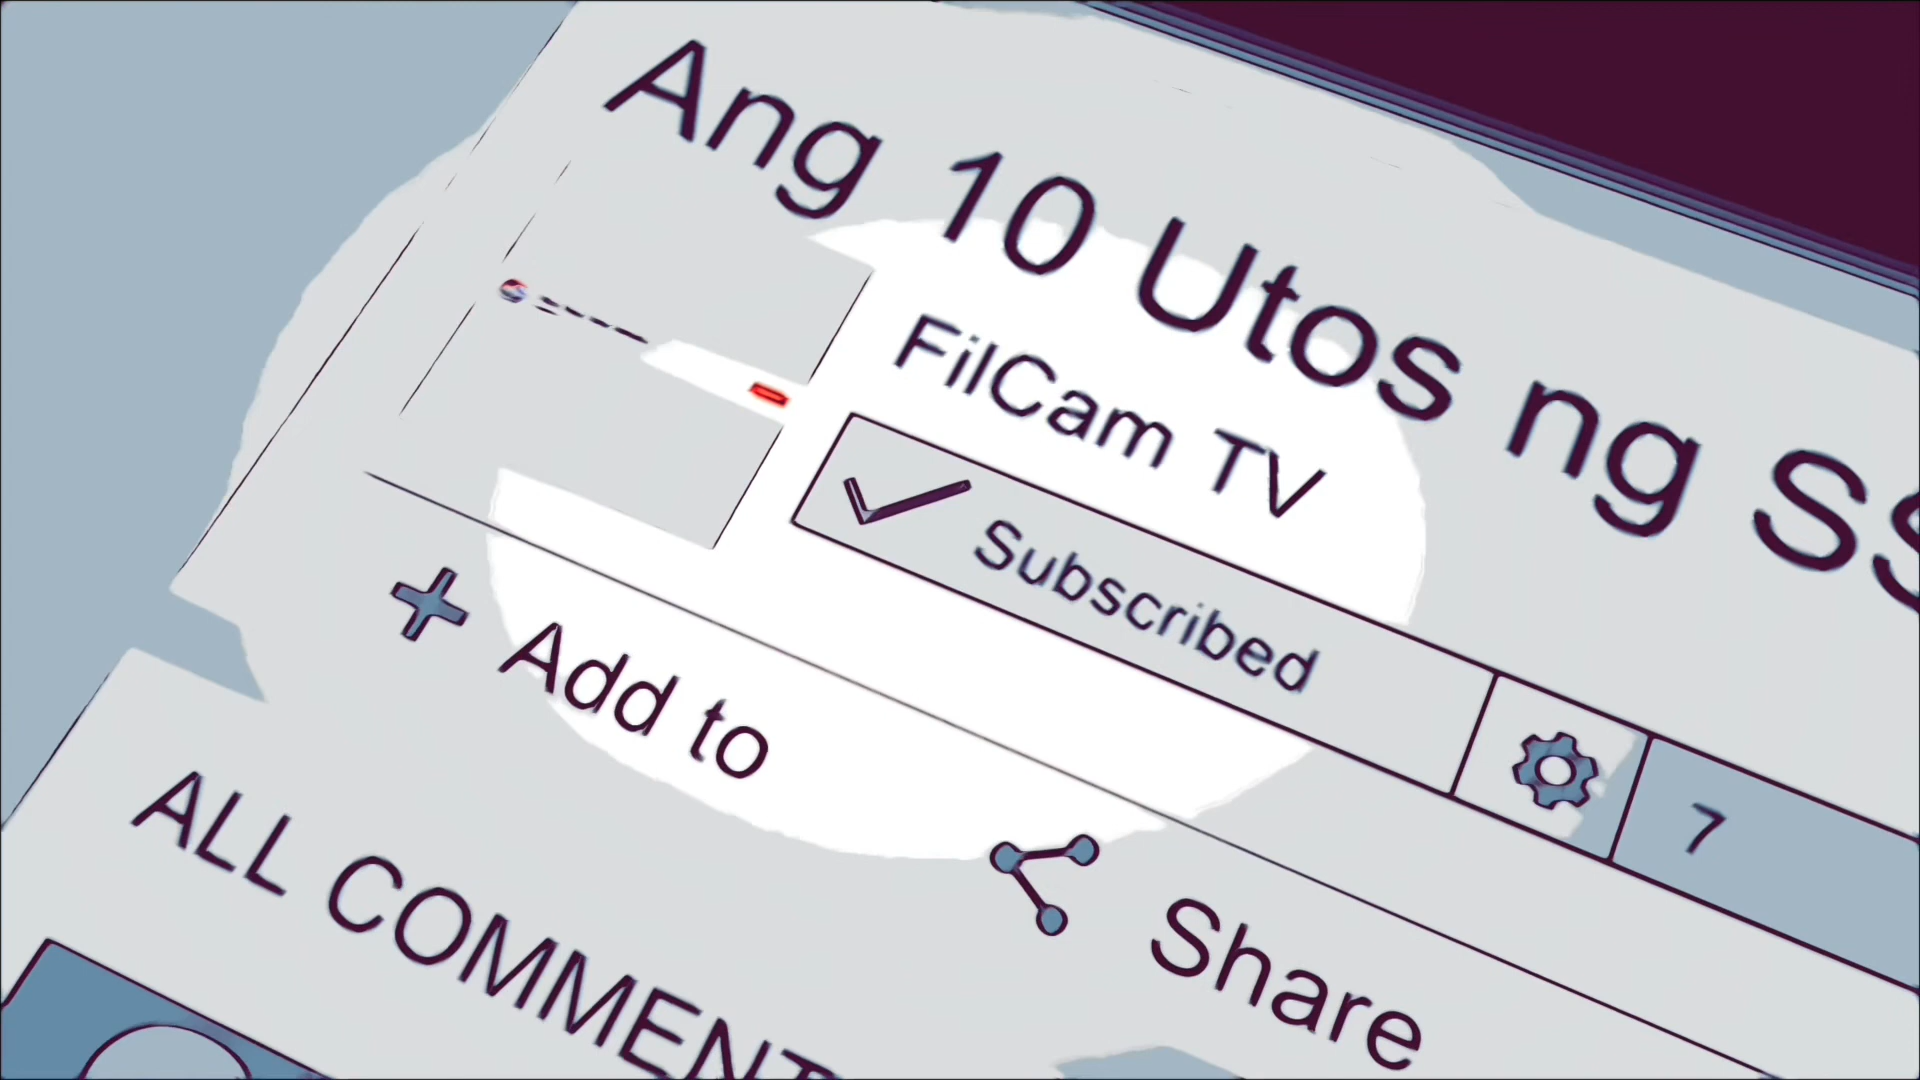 Ang 10 Utos ng
FilCam TV
Subscribed
7
Add to
Share
ALL COMMENT